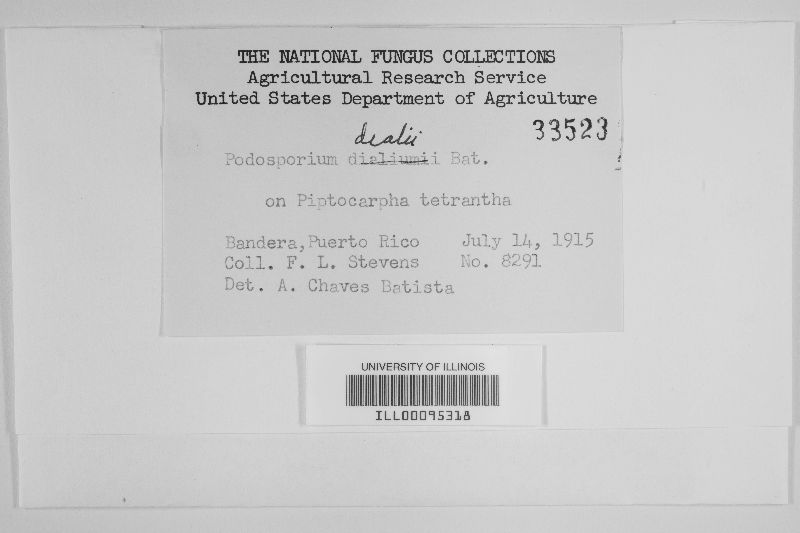 THE NATIONAL FUNGUS COLLECTIONS
Agricultural Research Service
United States Department of Agriculture
33523
dealii
Podosporium dialiumii Bat.
on Piptocarpha tetrantha
Bandera, Puerto Rico July 14, 1915
Coll. F. L. Stevens No. 8291
Det. A. Chaves Batista
UNIVERSITY OF ILLINOIS
ILL00095318